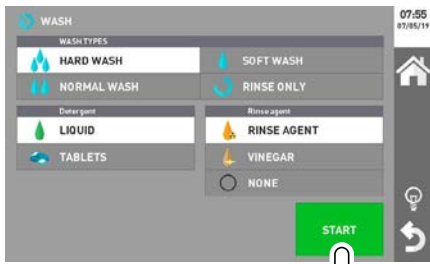 WASH
07:55
07/05/19
WASH TYPES
HARD WASH
SOFT WASH
NORMAL WASH
RINSE ONLY
Detergent
Rinse agent
LIQUID
RINSE AGENT
TABLETS
VINEGAR
NONE
START